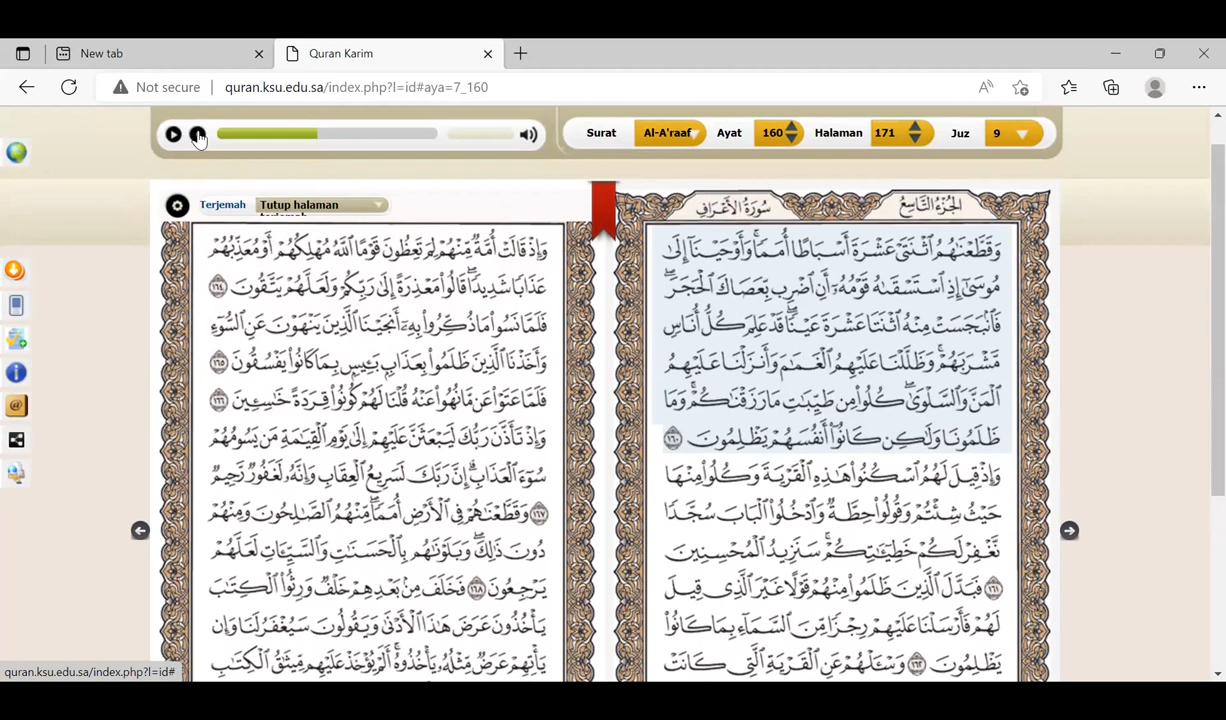 New tab
Quran Karim
Not secure
quran.ksu.edu.sa/index.php?l=id#aya=7_160
Surat Al-A'raaf Ayat 160 Halaman 171 Juz 9
Terjemah Tutup halaman
terjemah
سُورَةُ الأَعْرَافِ
الجُزْءُ التَّاسِعُ
وَقَطَّعْنَٰهُمُ ٱثْنَتَىْ عَشْرَةَ أَسْبَاطًا أُمَمًا ۚ وَأَوْحَيْنَآ إِلَىٰ
مُوسَىٰٓ إِذِ ٱسْتَسْقَىٰهُ قَوْمُهُۥٓ أَنِ ٱضْرِب بِّعَصَاكَ ٱلْحَجَرَ ۖ
فَٱنۢبَجَسَتْ مِنْهُ ٱثْنَتَا عَشْرَةَ عَيْنًا ۖ قَدْ عَلِمَ كُلُّ أُنَاسٍ
مَّشْرَبَهُمْ ۚ وَظَلَّلْنَا عَلَيْهِمُ ٱلْغَمَٰمَ وَأَنزَلْنَا عَلَيْهِمُ
ٱلْمَنَّ وَٱلسَّلْوَىٰ ۖ كُلُوا۟ مِن طَيِّبَٰتِ مَا رَزَقْنَٰكُمْ ۚ وَمَا
ظَلَمُونَا وَلَٰكِن كَانُوٓا۟ أَنفُسَهُمْ يَظْلِمُونَ ١٦٠
وَإِذْ قِيلَ لَهُمُ ٱسْكُنُوا۟ هَٰذِهِ ٱلْقَرْيَةَ وَكُلُوا۟ مِنْهَا
حَيْثُ شِئْتُمْ وَقُولُوا۟ حِطَّةٌ وَٱدْخُلُوا۟ ٱلْبَابَ سُجَّدًا
نَّغْفِرْ لَكُمْ خَطِيٓـَٰٔتِكُمْ ۚ سَنَزِيدُ ٱلْمُحْسِنِينَ
١٦١ فَبَدَّلَ ٱلَّذِينَ ظَلَمُوا۟ مِنْهُمْ قَوْلًا غَيْرَ ٱلَّذِى قِيلَ
لَهُمْ فَأَرْسَلْنَا عَلَيْهِمْ رِجْزًا مِّنَ ٱلسَّمَآءِ بِمَا كَانُوا۟
يَظْلِمُونَ ١٦٢ وَسْـَٔلْهُمْ عَنِ ٱلْقَرْيَةِ ٱلَّتِى كَانَتْ
وَإِذْ قَالَتْ أُمَّةٌ مِّنْهُمْ لِمَ تَعِظُونَ قَوْمًا ٱللَّهُ مُهْلِكُهُمْ أَوْ مُعَذِّبُهُمْ
عَذَابًا شَدِيدًا ۖ قَالُوا۟ مَعْذِرَةً إِلَىٰ رَبِّكُمْ وَلَعَلَّهُمْ يَتَّقُونَ ١٦٤
فَلَمَّا نَسُوا۟ مَا ذُكِّرُوا۟ بِهِۦٓ أَنجَيْنَا ٱلَّذِينَ يَنْهَوْنَ عَنِ ٱلسُّوٓءِ
وَأَخَذْنَا ٱلَّذِينَ ظَلَمُوا۟ بِعَذَابٍۭ بَـِٔيسٍۭ بِمَا كَانُوا۟ يَفْسُقُونَ ١٦٥
فَلَمَّا عَتَوْا۟ عَن مَّا نُهُوا۟ عَنْهُ قُلْنَا لَهُمْ كُونُوا۟ قِرَدَةً خَٰسِـِٔينَ ١٦٦
وَإِذْ تَأَذَّنَ رَبُّكَ لَيَبْعَثَنَّ عَلَيْهِمْ إِلَىٰ يَوْمِ ٱلْقِيَٰمَةِ مَن يَسُومُهُمْ
سُوٓءَ ٱلْعَذَابِ ۗ إِنَّ رَبَّكَ لَسَرِيعُ ٱلْعِقَابِ ۖ وَإِنَّهُۥ لَغَفُورٌ رَّحِيمٌ
١٦٧ وَقَطَّعْنَٰهُمْ فِى ٱلْأَرْضِ أُمَمًا ۖ مِّنْهُمُ ٱلصَّٰلِحُونَ وَمِنْهُمْ
دُونَ ذَٰلِكَ ۖ وَبَلَوْنَٰهُم بِٱلْحَسَنَٰتِ وَٱلسَّيِّـَٔاتِ لَعَلَّهُمْ
يَرْجِعُونَ ١٦٨ فَخَلَفَ مِنۢ بَعْدِهِمْ خَلْفٌ وَرِثُوا۟ ٱلْكِتَٰبَ
يَأْخُذُونَ عَرَضَ هَٰذَا ٱلْأَدْنَىٰ وَيَقُولُونَ سَيُغْفَرُ لَنَا وَإِن
يَأْتِهِمْ عَرَضٌ مِّثْلُهُۥ يَأْخُذُوهُ ۚ أَلَمْ يُؤْخَذْ عَلَيْهِم مِّيثَٰقُ ٱلْكِتَٰبِ
quran.ksu.edu.sa/index.php?l=id#